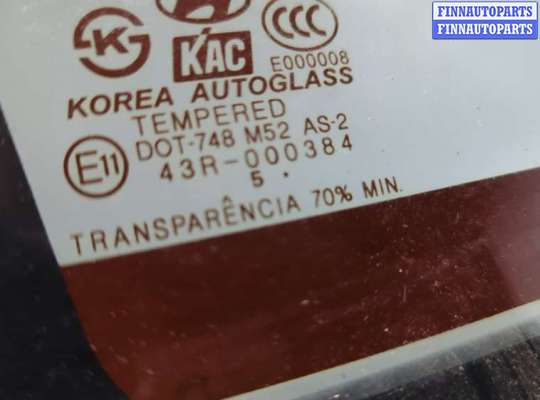 FINNAUTOPARTS
FINNAUTOPARTS
K S
CCC
KAC E000008
KOREA AUTOGLASS
TEMPERED
E11 DOT-748 M52 AS-2
43R-000384
5 .
TRANSPARÊNCIA 70% MIN.